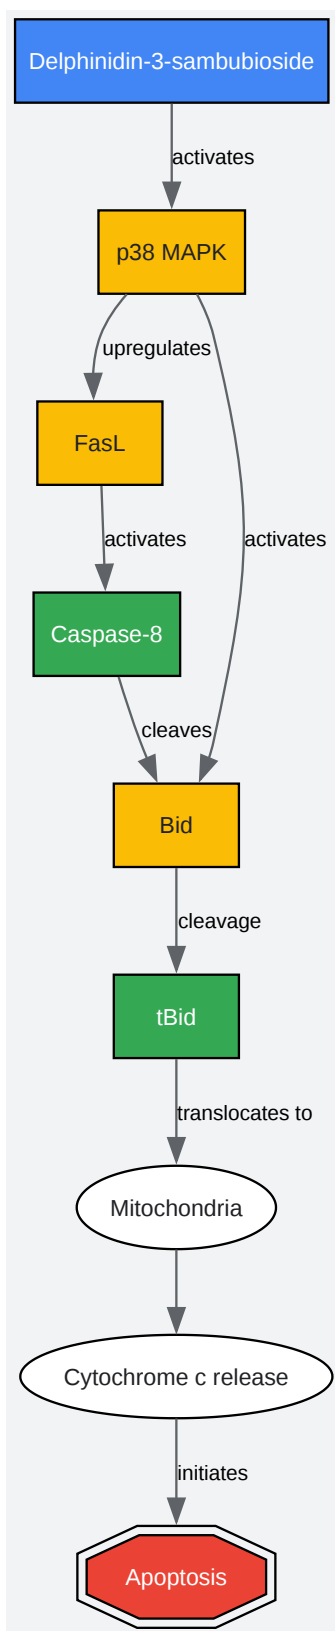 Delphinidin-3-sambubioside
activates
p38 MAPK
upregulates
FasL
activates
activates
Caspase-8
cleaves
Bid
cleavage
tBid
translocates to
Mitochondria
Cytochrome c release
initiates
Apoptosis